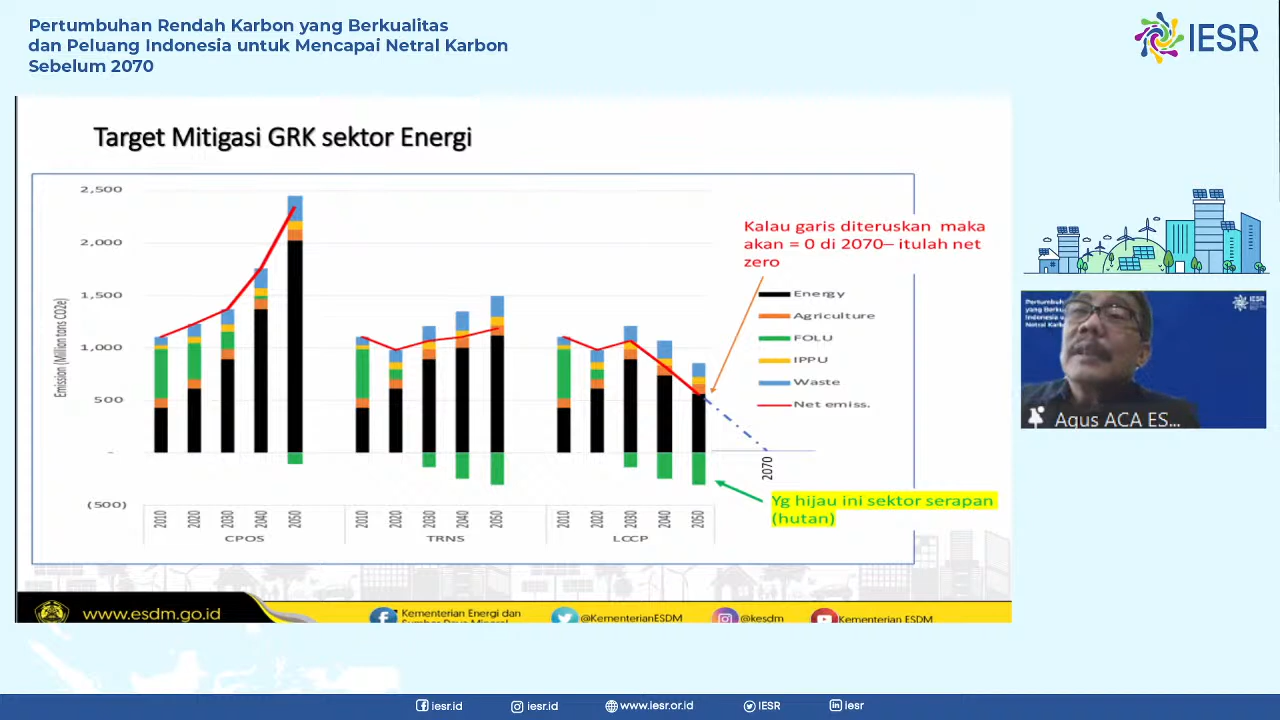 Pertumbuhan Rendah Karbon yang Berkualitas
dan Peluang Indonesia untuk Mencapai Netral Karbon
Sebelum 2070
IESR
Target Mitigasi GRK sektor Energi
Emission (Million tons CO2e)
2,500
2,000
1,500
1,000
500
-
(500)
2010 2020 2030 2040 2050
CPOS
2010 2020 2030 2040 2050
TRNS
2010 2020 2030 2040 2050
LCCP
Kalau garis diteruskan maka
akan = 0 di 2070– itulah net
zero
Energy
Agriculture
FOLU
IPPU
Waste
Net emiss.
2070
Yg hijau ini sektor serapan
(hutan)
www.esdm.go.id
Kementerian Energi dan
Sumber Daya Mineral
@KementerianESDM
@kesdm
Kementerian ESDM
IESR
Agus ACA ES...
iesr.id
iesr.id
www.iesr.or.id
IESR
iesr